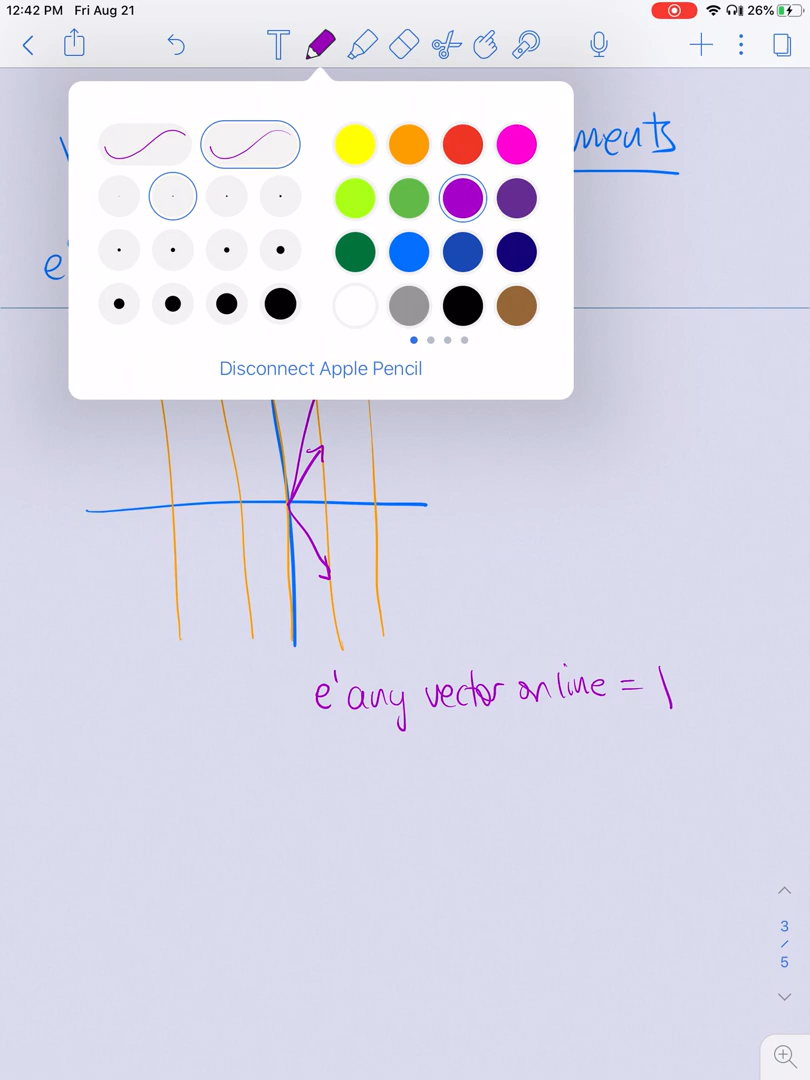 12:42 PM Fri Aug 21
26%
ments
e
Disconnect Apple Pencil
e' any vector on line = 1
3
/
5